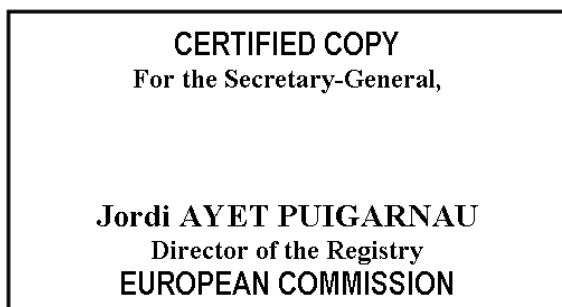 CERTIFIED COPY
For the Secretary-General,
Jordi AYET PUIGARNAU
Director of the Registry
EUROPEAN COMMISSION